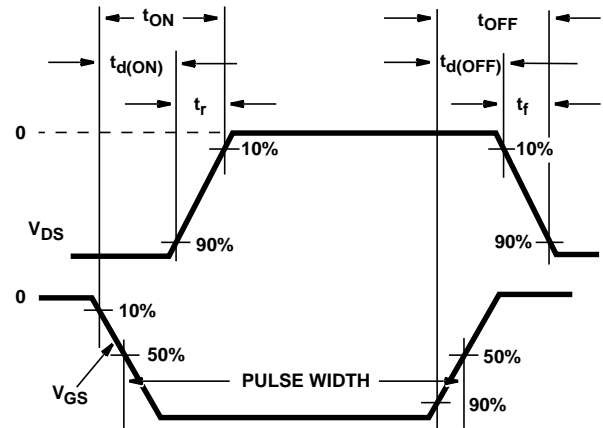 tON
tOFF
td(ON)
td(OFF)
tr
tf
0
10%
10%
VDS
90%
90%
0
10%
50%
50%
VGS
PULSE WIDTH
90%